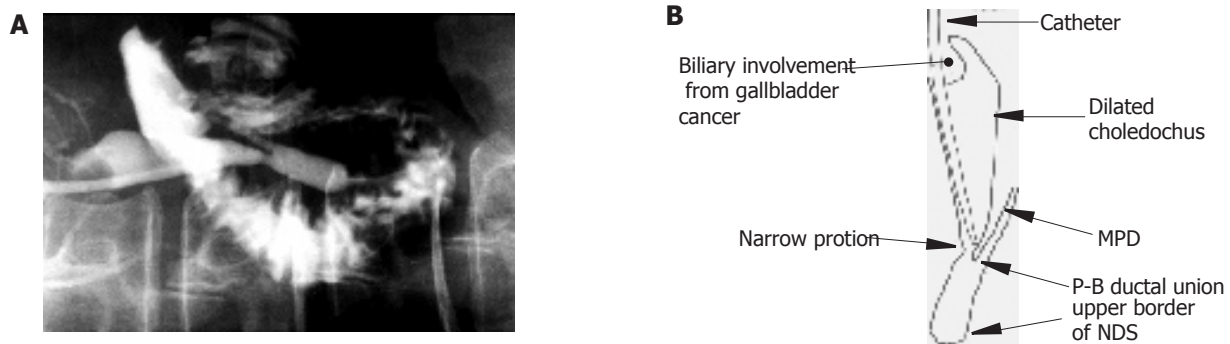 A
B
Catheter
Biliary involvement
from gallbladder
cancer
Dilated
choledochus
Narrow protion
MPD
P-B ductal union
upper border
of NDS